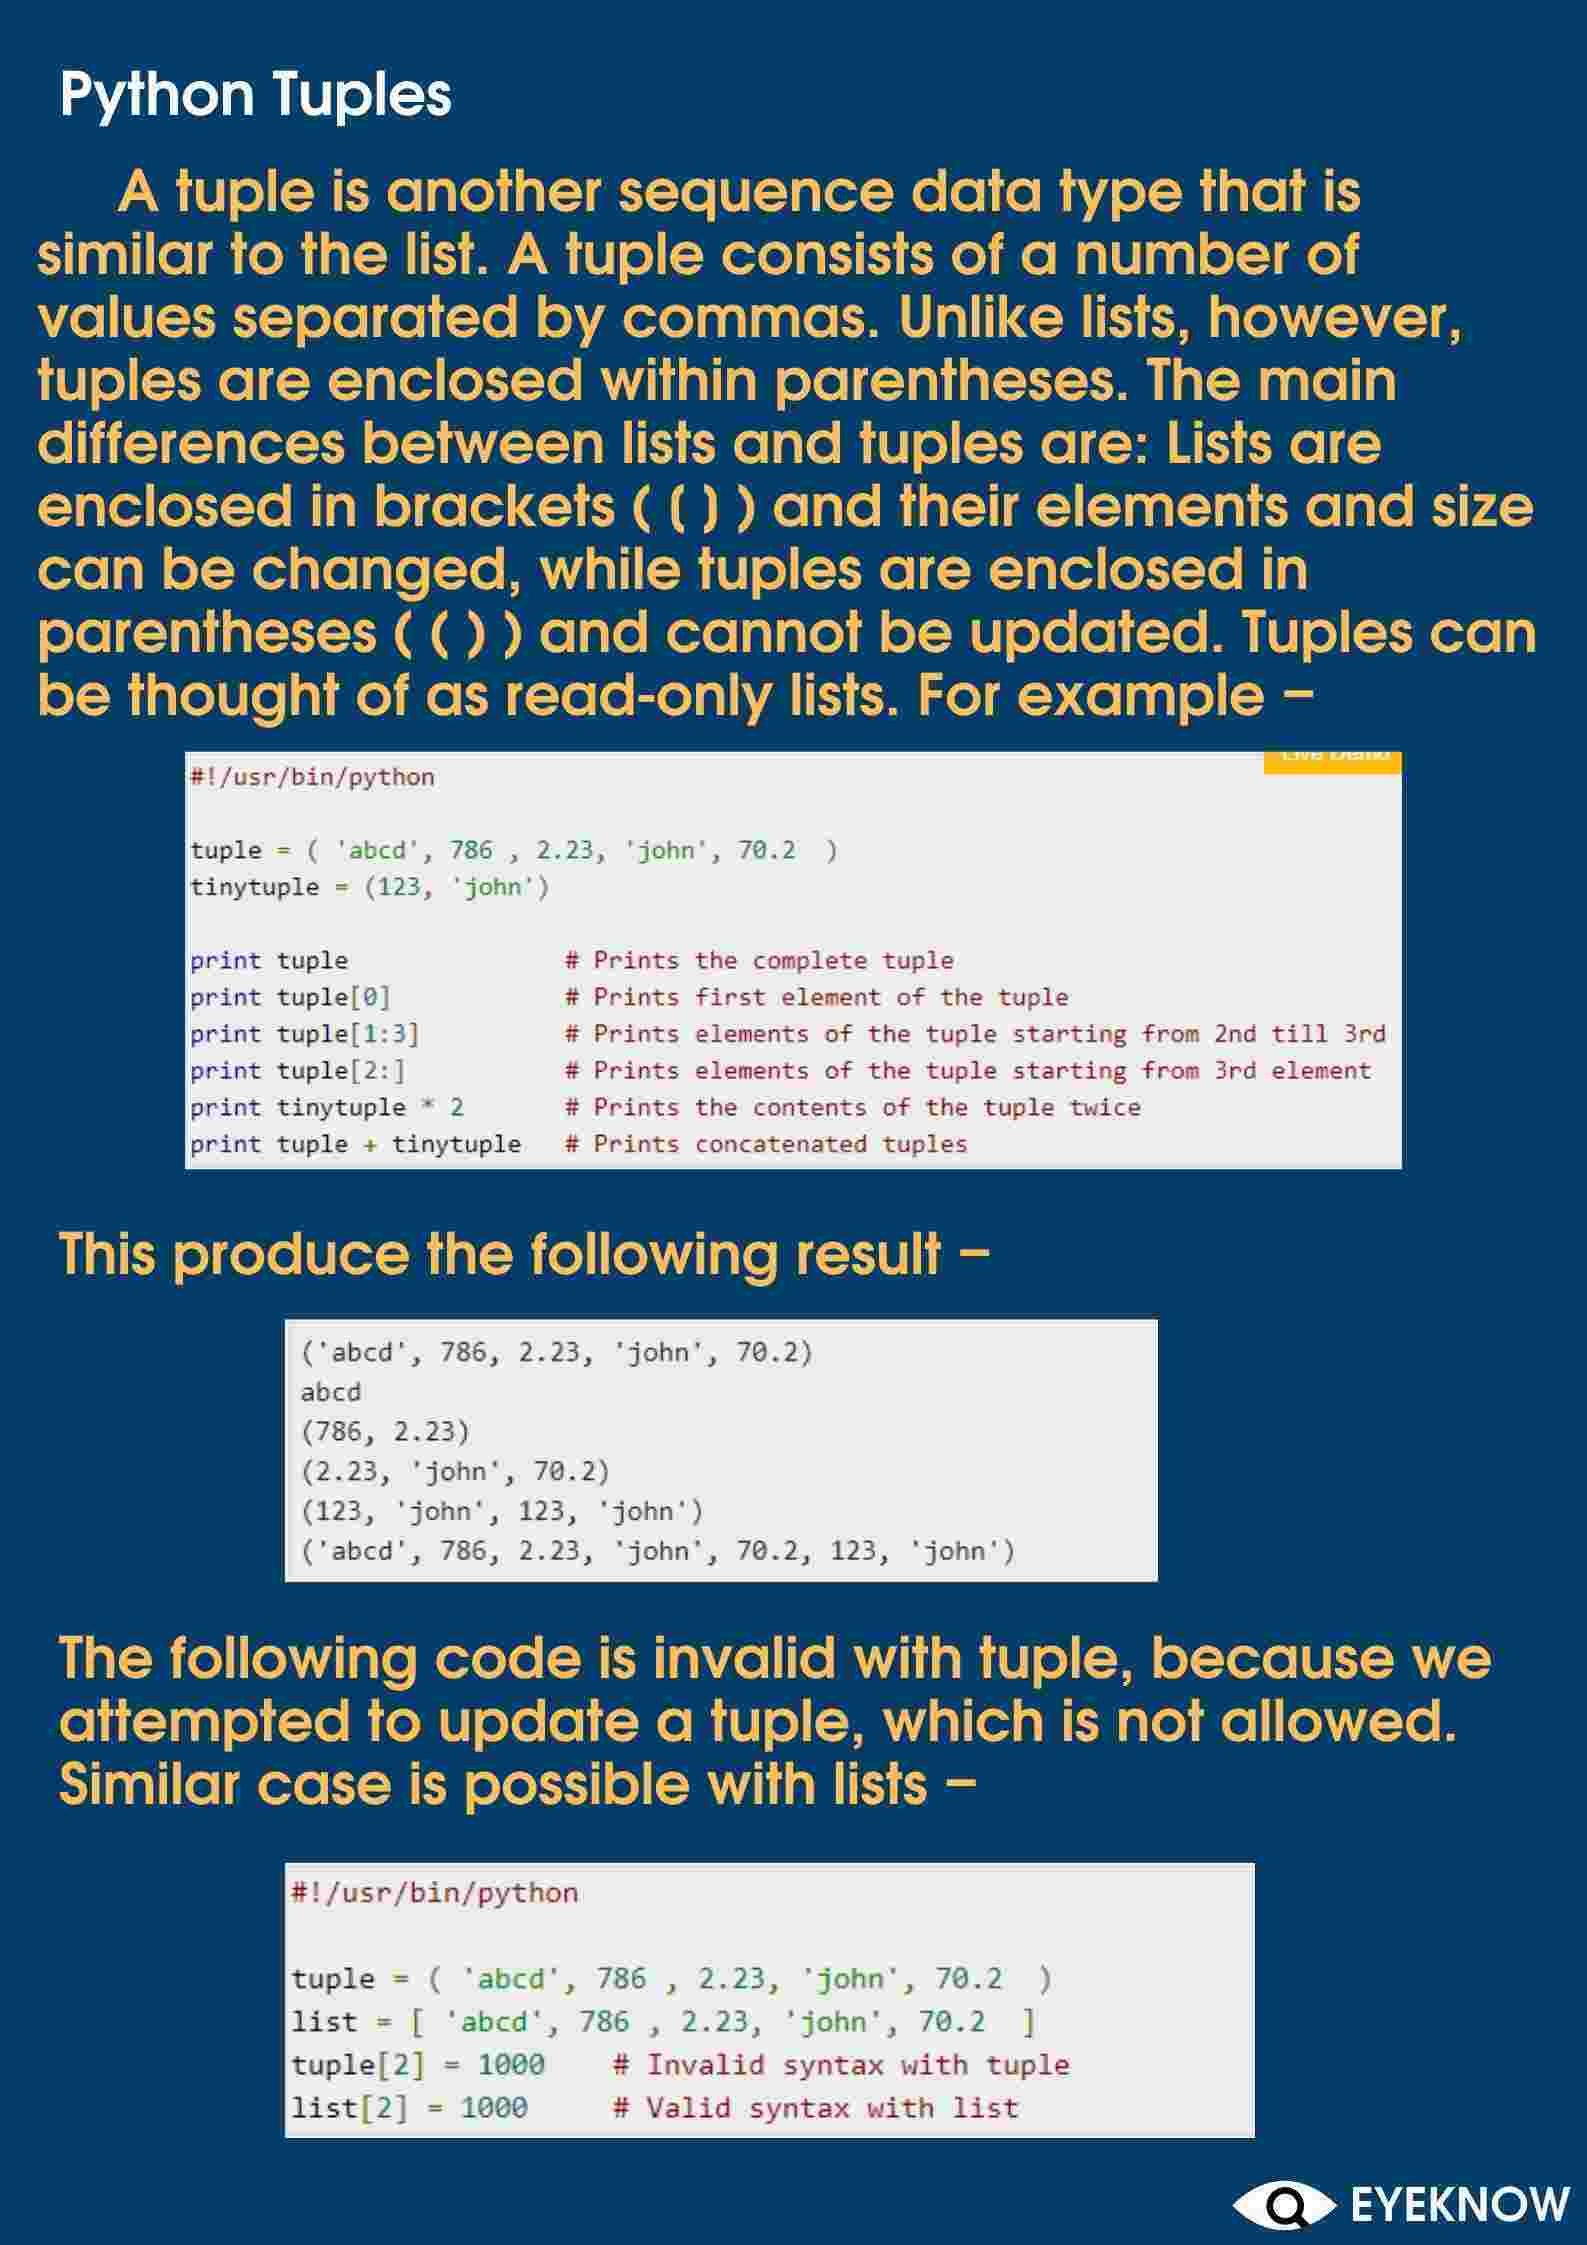 Python Tuples
A tuple is another sequence data type that is
similar to the list. A tuple consists of a number of
values separated by commas. Unlike lists, however,
tuples are enclosed within parentheses. The main
differences between lists and tuples are: Lists are
enclosed in brackets ( ( ) ) and their elements and size
can be changed, while tuples are enclosed in
parentheses ( ( ) ) and cannot be updated. Tuples can
be thought of as read-only lists. For example –
Live Demo
#!/usr/bin/python
tuple = ( 'abcd', 786 , 2.23, 'john', 70.2  )
tinytuple = (123, 'john')
print tuple               # Prints the complete tuple
print tuple[0]            # Prints first element of the tuple
print tuple[1:3]          # Prints elements of the tuple starting from 2nd till 3rd
print tuple[2:]           # Prints elements of the tuple starting from 3rd element
print tinytuple * 2       # Prints the contents of the tuple twice
print tuple + tinytuple   # Prints concatenated tuples
This produce the following result –
('abcd', 786, 2.23, 'john', 70.2)
abcd
(786, 2.23)
(2.23, 'john', 70.2)
(123, 'john', 123, 'john')
('abcd', 786, 2.23, 'john', 70.2, 123, 'john')
The following code is invalid with tuple, because we
attempted to update a tuple, which is not allowed.
Similar case is possible with lists –
#!/usr/bin/python
tuple = ( 'abcd', 786 , 2.23, 'john', 70.2  )
list = [ 'abcd', 786 , 2.23, 'john', 70.2  ]
tuple[2] = 1000    # Invalid syntax with tuple
list[2] = 1000     # Valid syntax with list
EYEKNOW